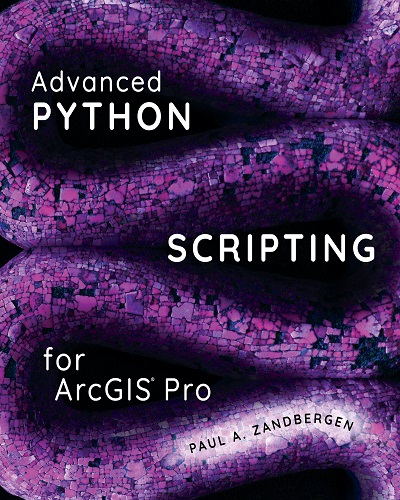 Advanced
PYTHON
SCRIPTING
for
ArcGIS® Pro
PAUL A. ZANDBERGEN